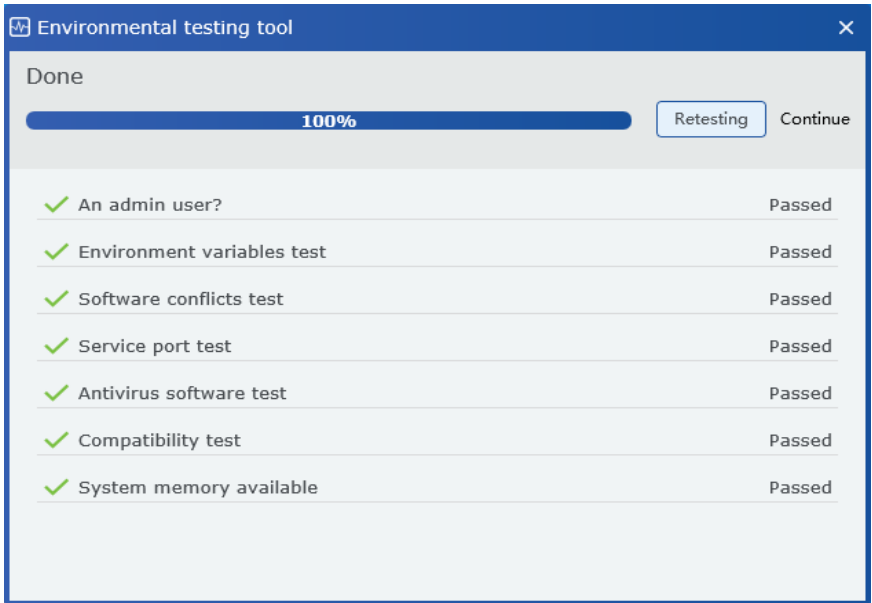 Environmental testing tool
Done
100% Retesting Continue
An admin user? Passed
Environment variables test Passed
Software conflicts test Passed
Service port test Passed
Antivirus software test Passed
Compatibility test Passed
System memory available Passed